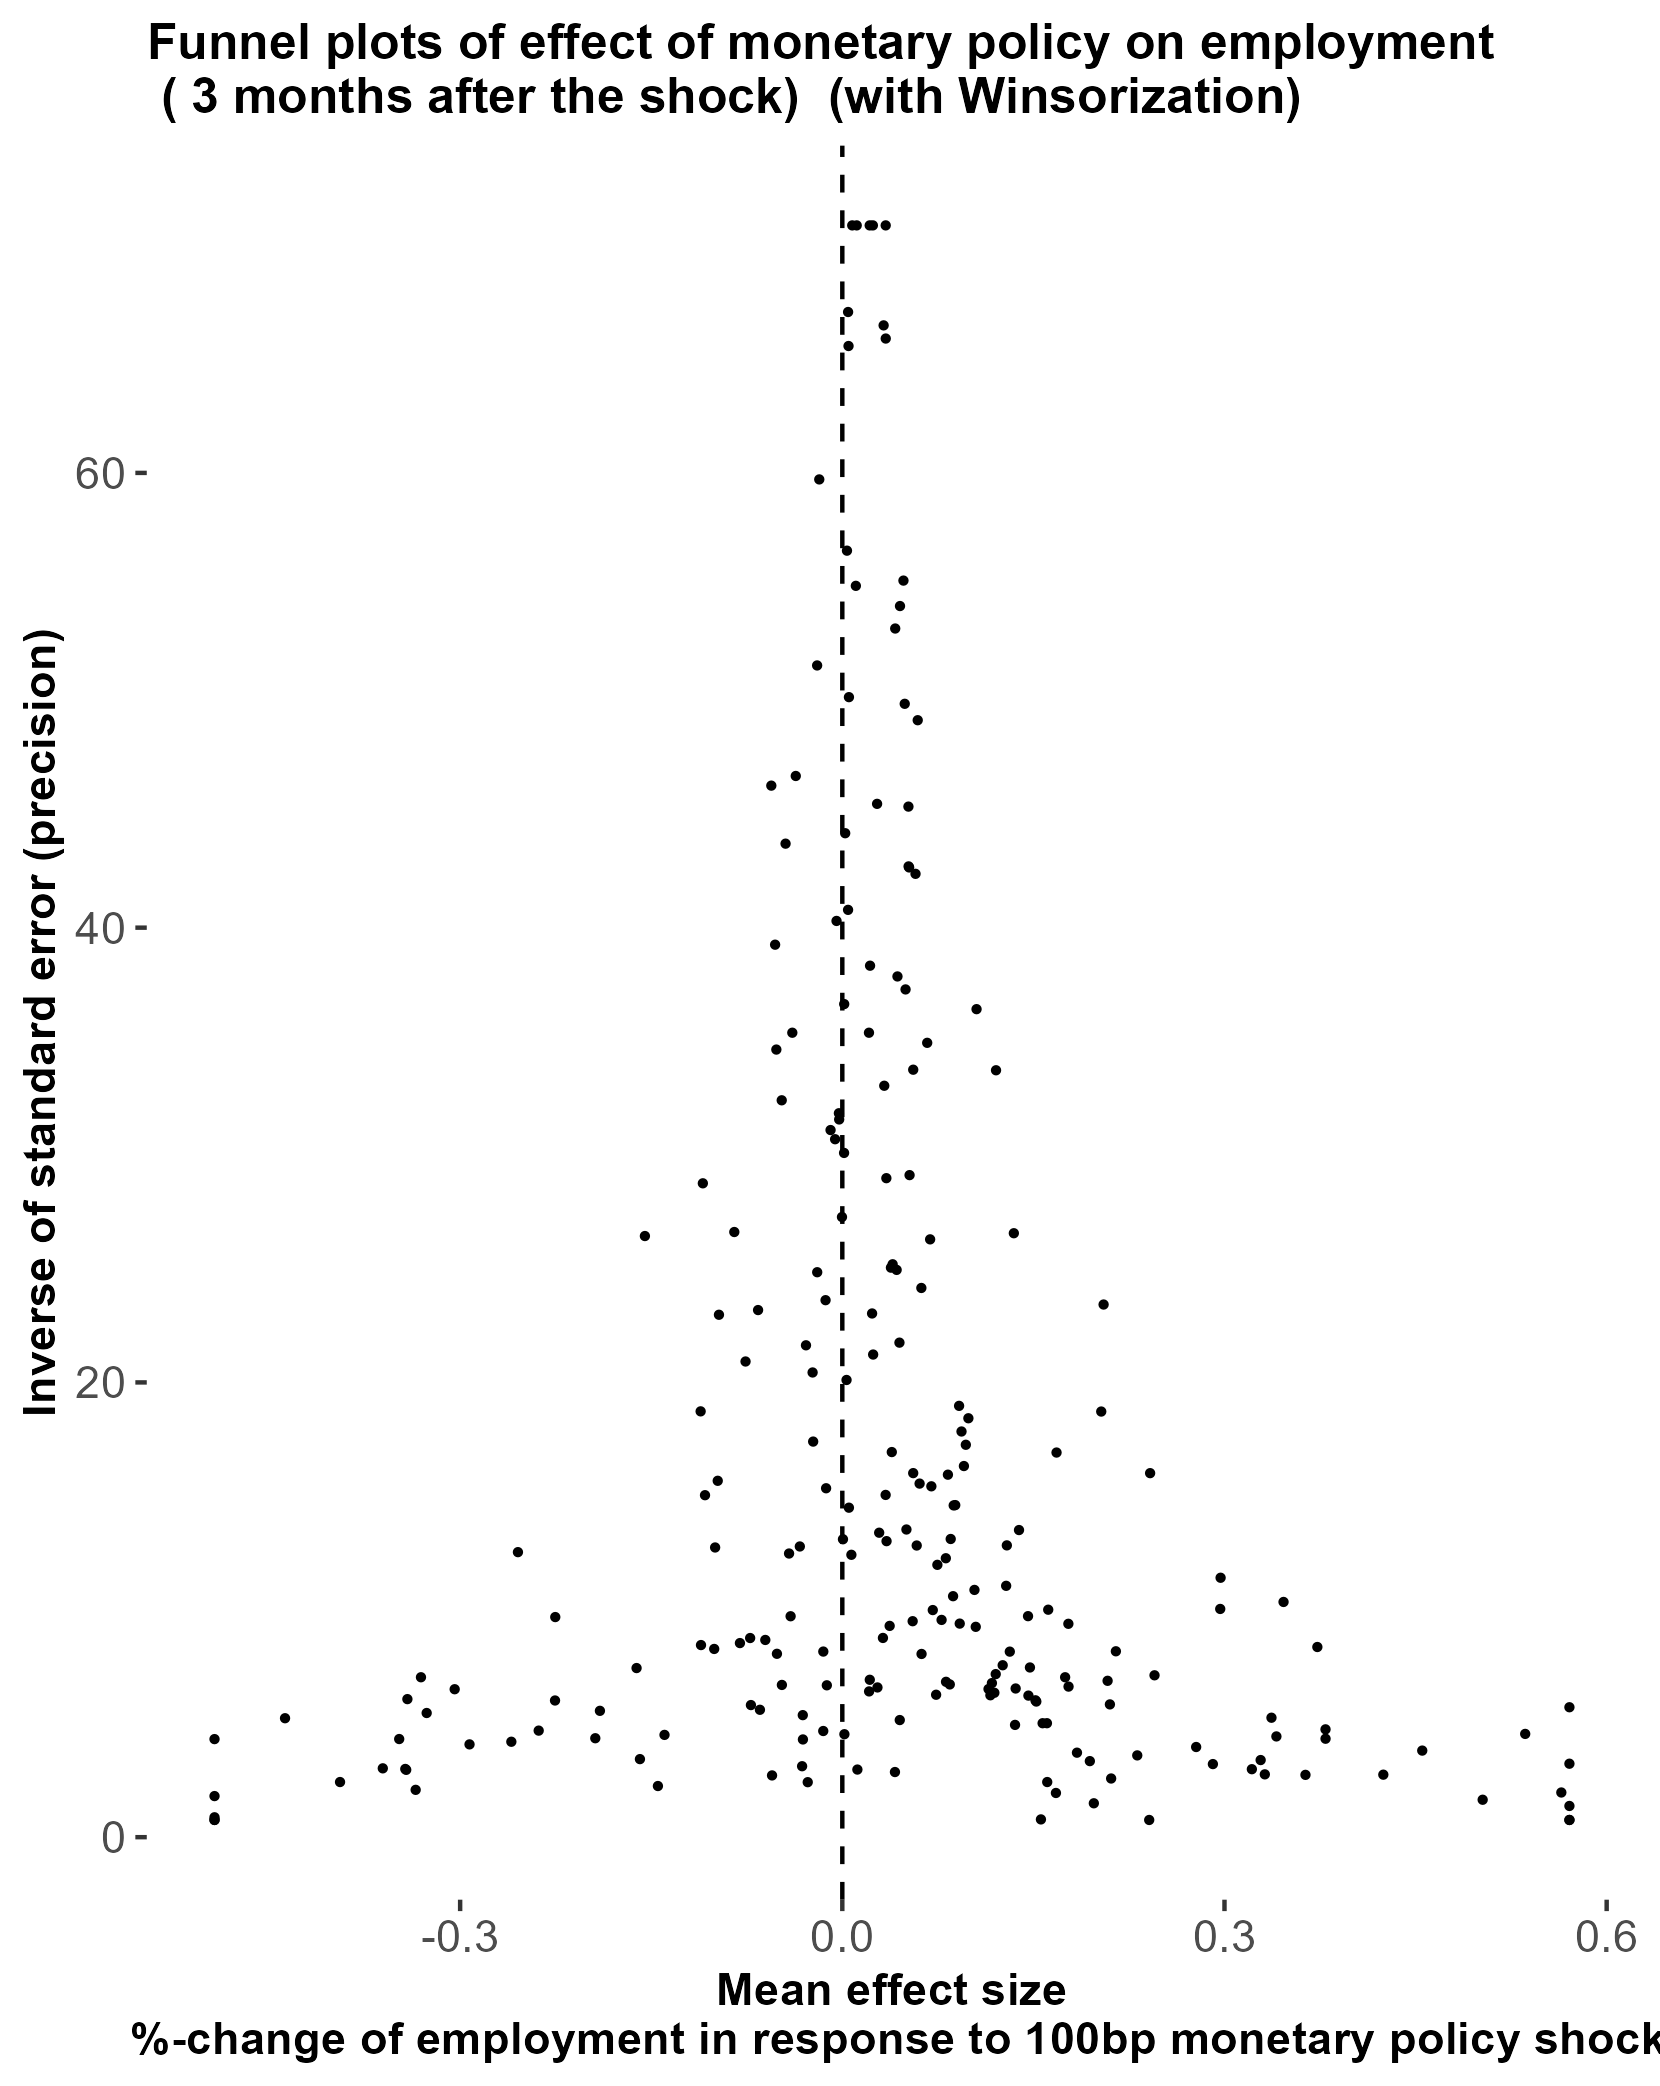 Funnel plots of effect of monetary policy on employment
( 3 months after the shock)  (with Winsorization)
Inverse of standard error (precision)
60
40
20
0
-0.3
0.0
0.3
0.6
Mean effect size
%-change of employment in response to 100bp monetary policy shock